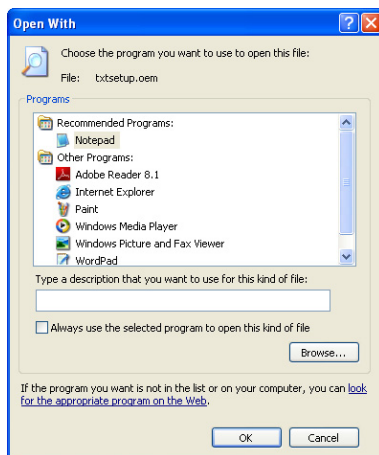 Open With
Choose the program you want to use to open this file:
File: txtsetup.oem
Programs
Recommended Programs:
Notepad
Other Programs:
Adobe Reader 8.1
Internet Explorer
Paint
Windows Media Player
Windows Picture and Fax Viewer
WordPad
Type a description that you want to use for this kind of file:
Always use the selected program to open this kind of file
Browse...
If the program you want is not in the list or on your computer, you can look
for the appropriate program on the Web.
OK Cancel